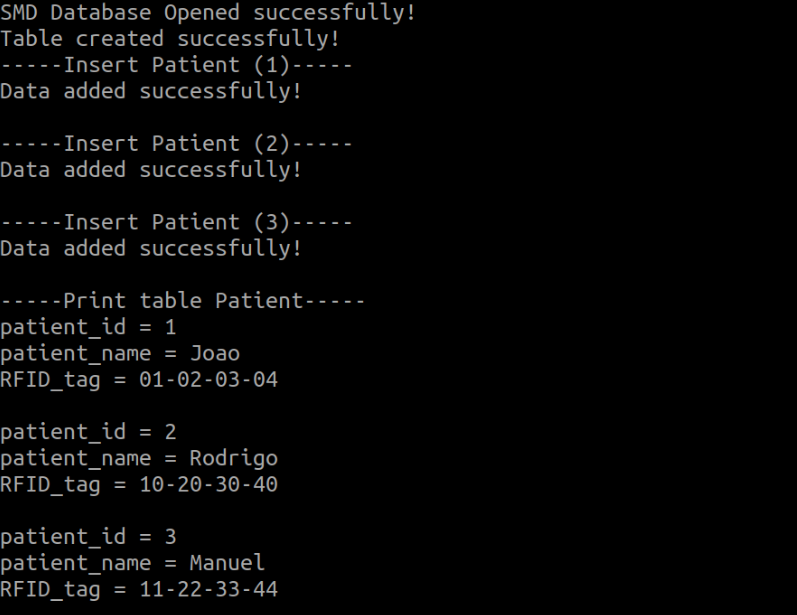 SMD Database Opened successfully!
Table created successfully!
-----Insert Patient (1)-----
Data added successfully!
-----Insert Patient (2)-----
Data added successfully!
-----Insert Patient (3)-----
Data added successfully!
-----Print table Patient-----
patient_id = 1
patient_name = Joao
RFID_tag = 01-02-03-04
patient_id = 2
patient_name = Rodrigo
RFID_tag = 10-20-30-40
patient_id = 3
patient_name = Manuel
RFID_tag = 11-22-33-44